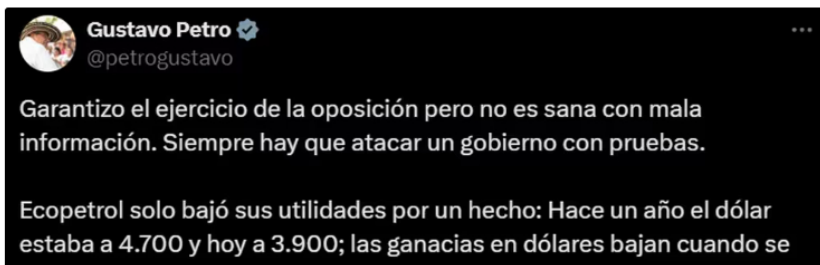 Gustavo Petro
@petrogustavo
Garantizo el ejercicio de la oposición pero no es sana con mala
información. Siempre hay que atacar un gobierno con pruebas.
Ecopetrol solo bajó sus utilidades por un hecho: Hace un año el dólar
estaba a 4.700 y hoy a 3.900; las ganacias en dólares bajan cuando se